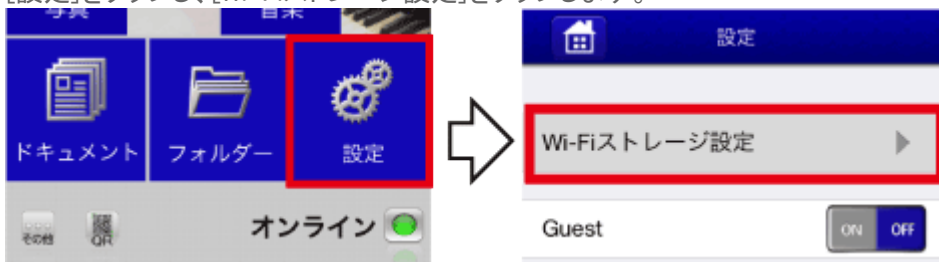 写真
音楽
ドキュメント
フォルダー
設定
その他
QR
オンライン
設定
Wi-Fiストレージ設定
Guest
ON
OFF